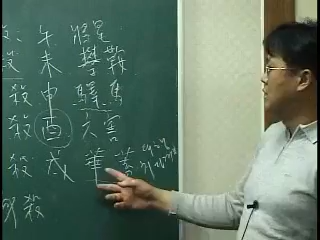 殺: 午 將星
殺 未 攀鞍
殺 申 驛馬
殺 酉 六害
殺 戌 華蓋
殺